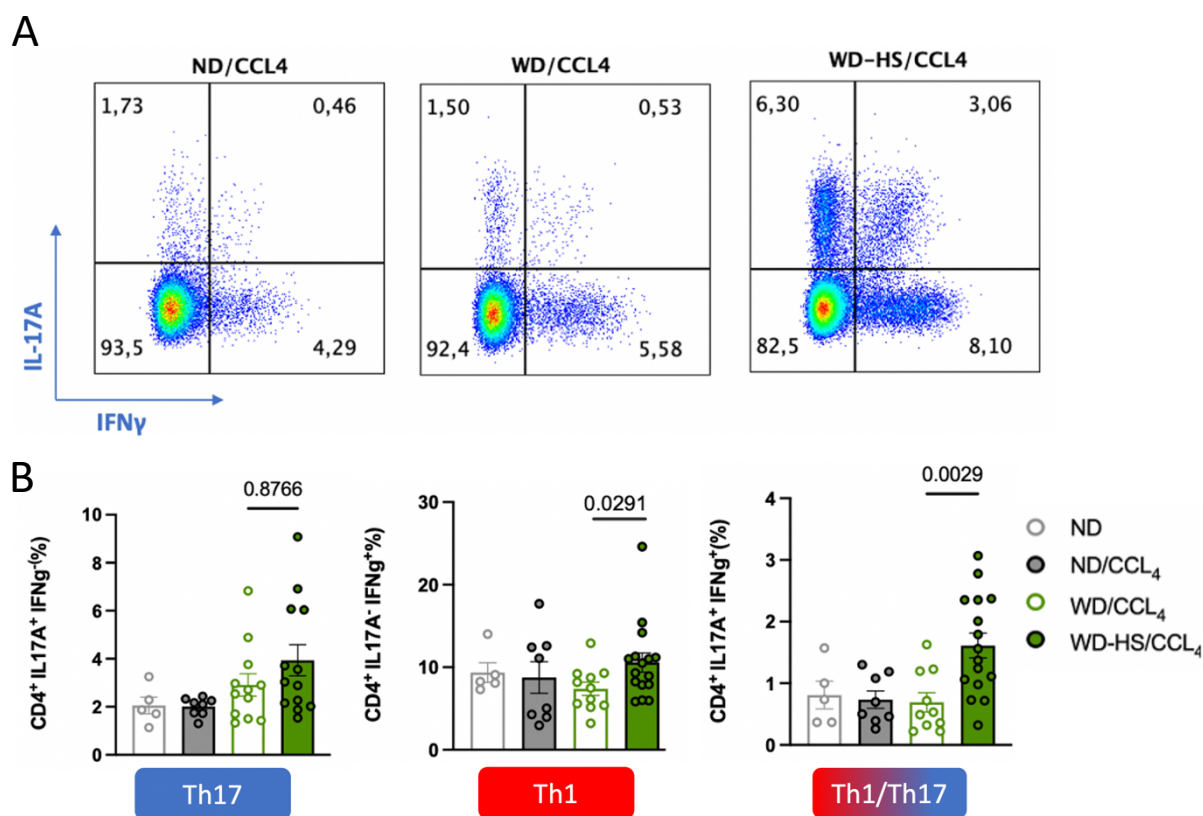 A
ND/CCL4
WD/CCL4
WD-HS/CCL4
1,73
0,46
1,50
0,53
6,30
3,06
93,5
4,29
92,4
5,58
82,5
8,10
IL-17A
IFNγ
B
0.8766
0.0291
0.0029
CD4⁺ IL17A⁺ IFNg⁻(%)
10
8
6
4
2
0
CD4⁺ IL17A⁻ IFNg⁺%)
30
20
10
0
CD4⁺ IL17A⁺ IFNg⁺(%)
4
3
2
1
0
ND
ND/CCL₄
WD/CCL₄
WD-HS/CCL₄
Th17
Th1
Th1/Th17